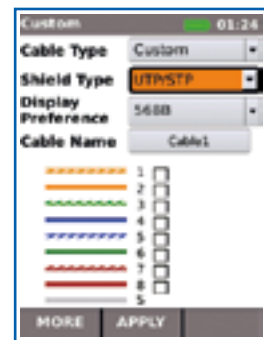 Custom 01:24
Cable Type Custom
Shield Type UTP/STP
Display Preference 568B
Cable Name Cable1
1
2
3
4
5
6
7
8
S
MORE APPLY